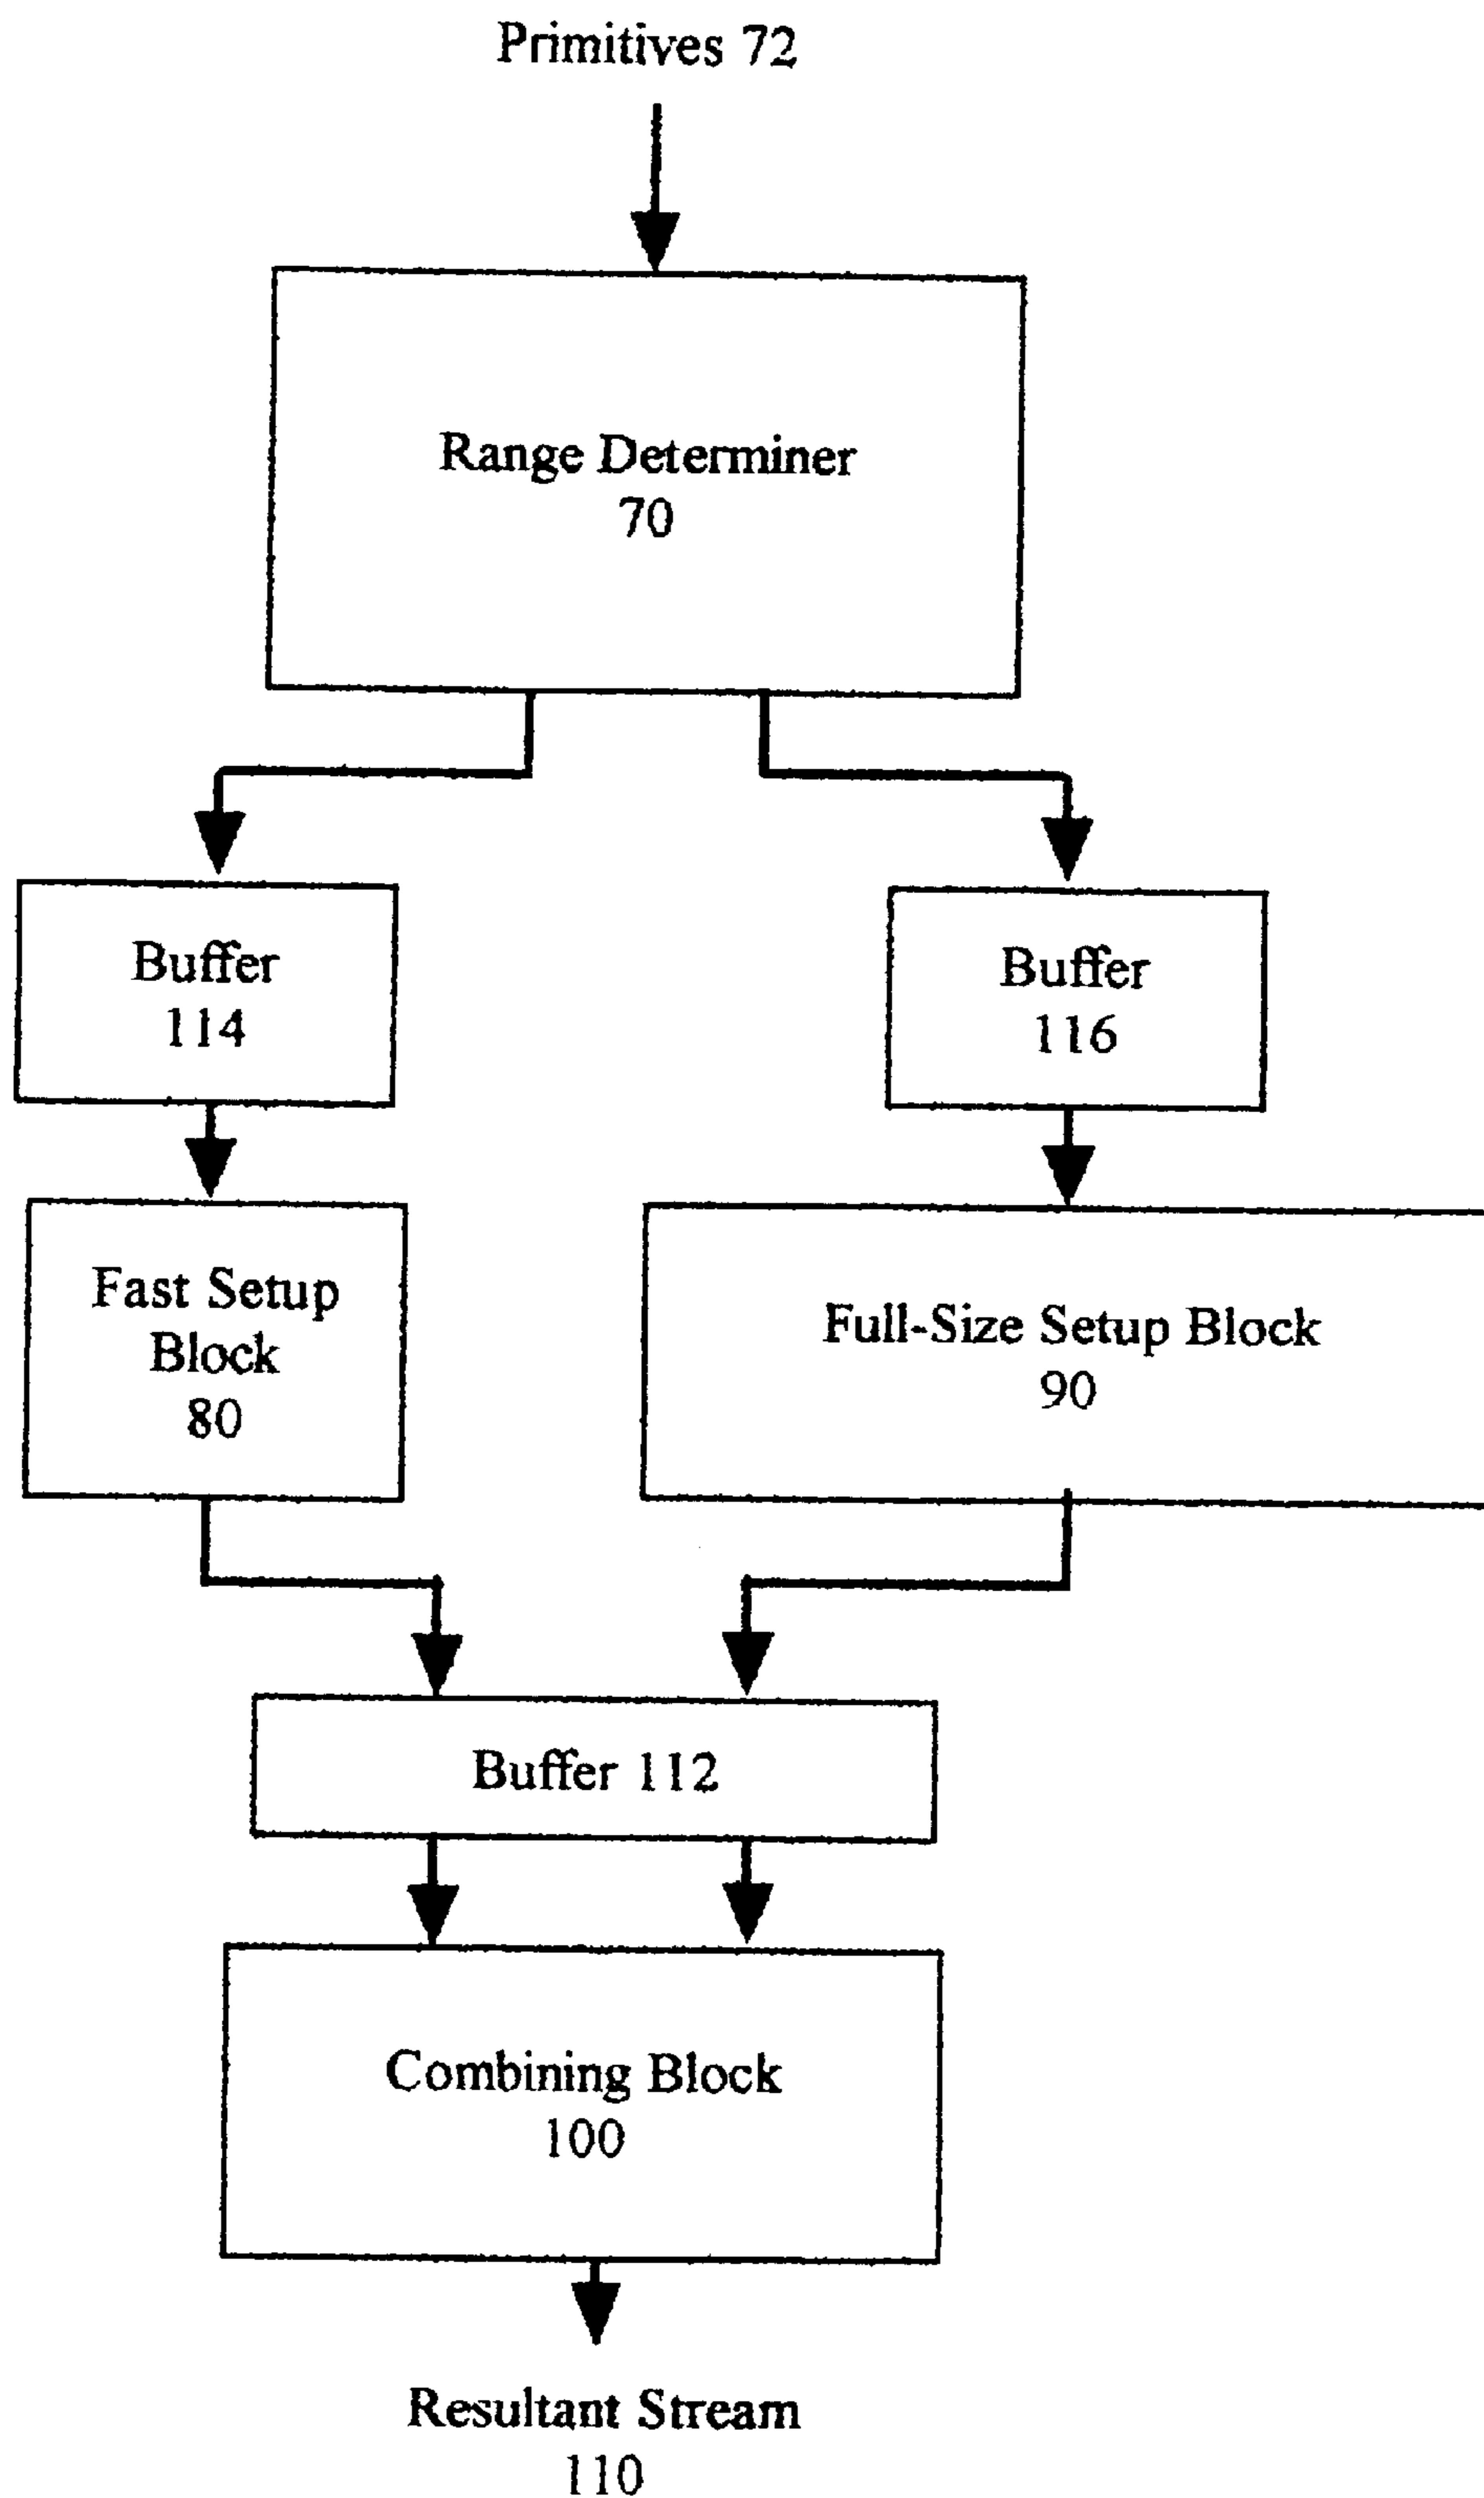 Primitives 72
Range Determiner
70
Buffer
114
Buffer
116
Fast Setup
Block
80
Full-Size Setup Block
90
Buffer 112
Combining Block
100
Resultant Stream
110